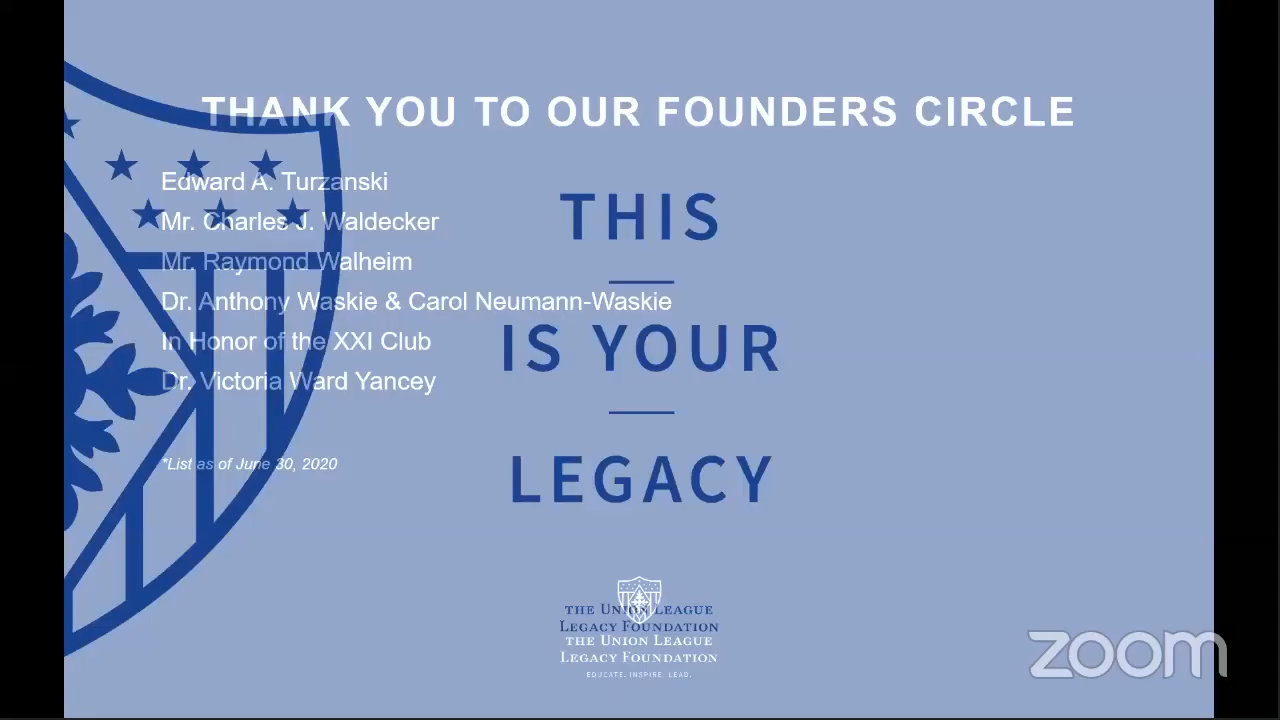 THANK YOU TO OUR FOUNDERS CIRCLE
Edward A. Turzanski
Mr. Charles J. Waldecker
Mr. Raymond Walheim
Dr. Anthony Waskie & Carol Neumann-Waskie
In Honor of the XXI Club
Dr. Victoria Ward Yancey
*List as of June 30, 2020
THIS
IS YOUR
LEGACY
THE UNION LEAGUE
LEGACY FOUNDATION
THE UNION LEAGUE
LEGACY FOUNDATION
EDUCATE. INSPIRE. LEAD.
zoom